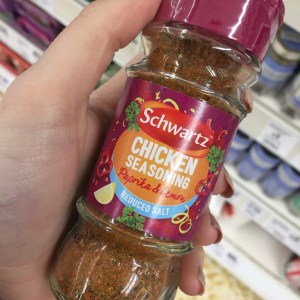 Schwartz
CHICKEN
SEASONING
Paprika & Lemon
REDUCED SALT